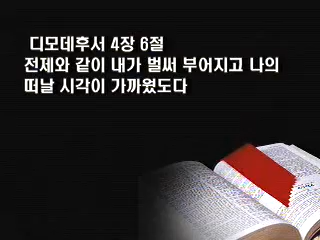 디모데후서 4장 6절
전제와 같이 내가 벌써 부어지고 나의
떠날 시각이 가까웠도다